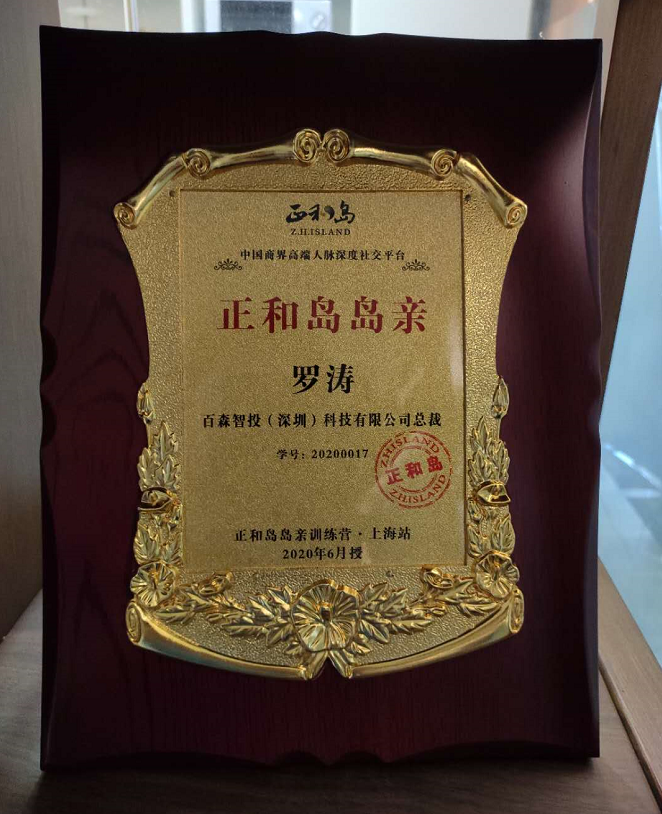 正和岛
Z.H.ISLAND
中国商界高端人脉深度社交平台
正和岛岛亲
罗涛
百森智投（深圳）科技有限公司总裁
学号：20200017
ZHISLAND
正和岛
ZHISLAND
正和岛岛亲训练营·上海站
2020年6月授